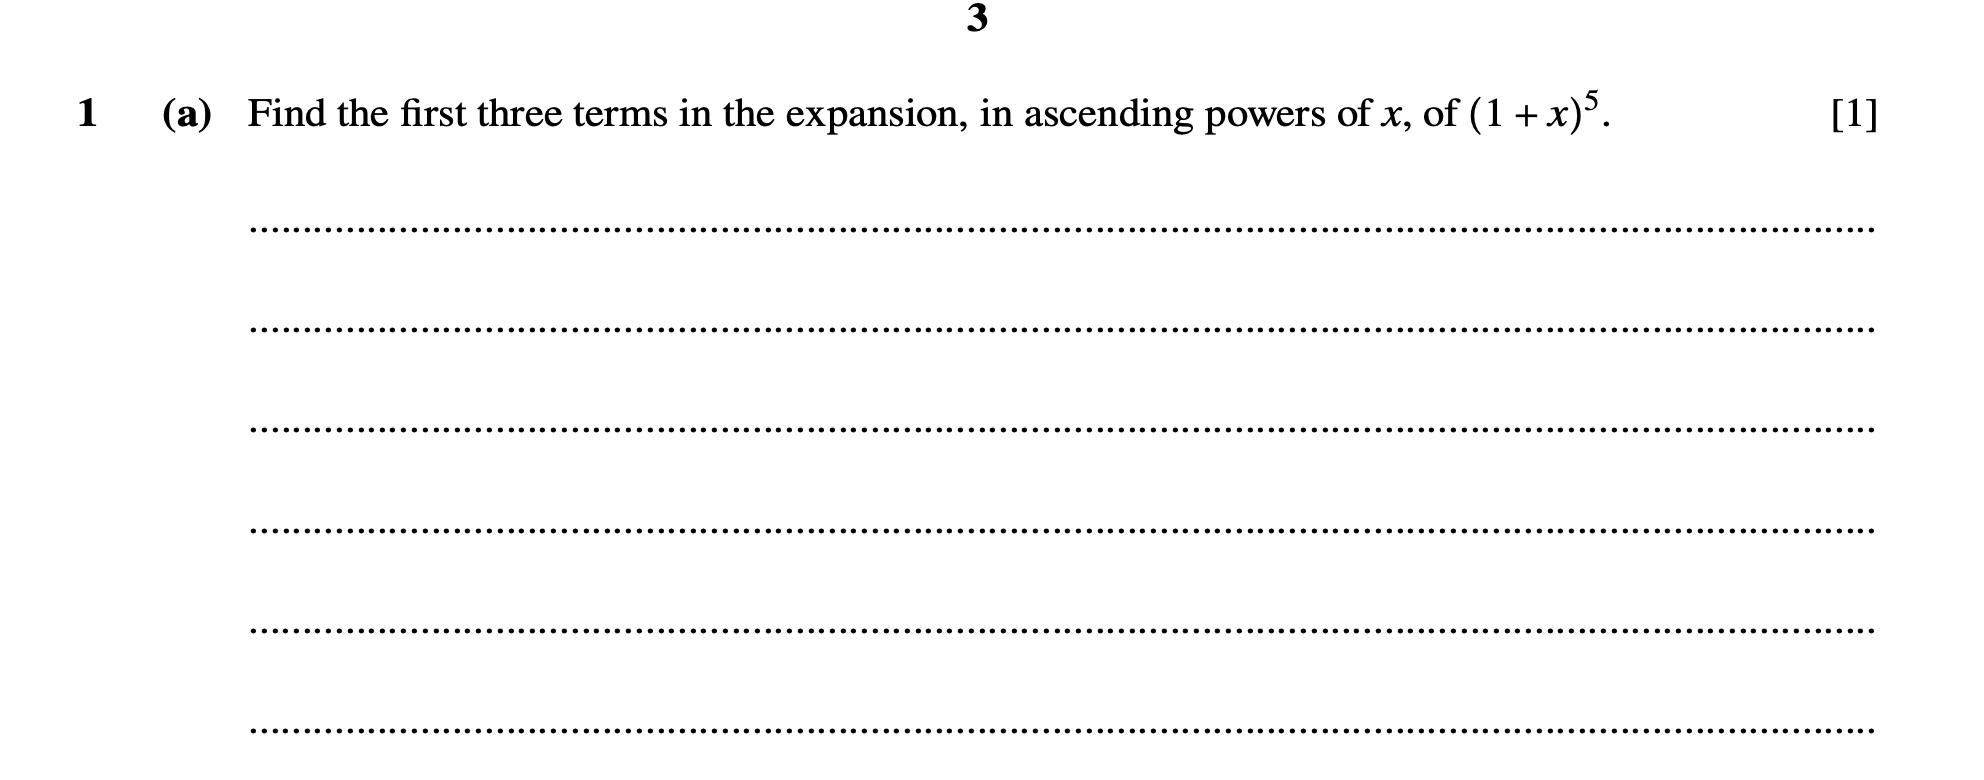 3
1 (a) Find the first three terms in the expansion, in ascending powers of x, of (1 + x)⁵. [1]